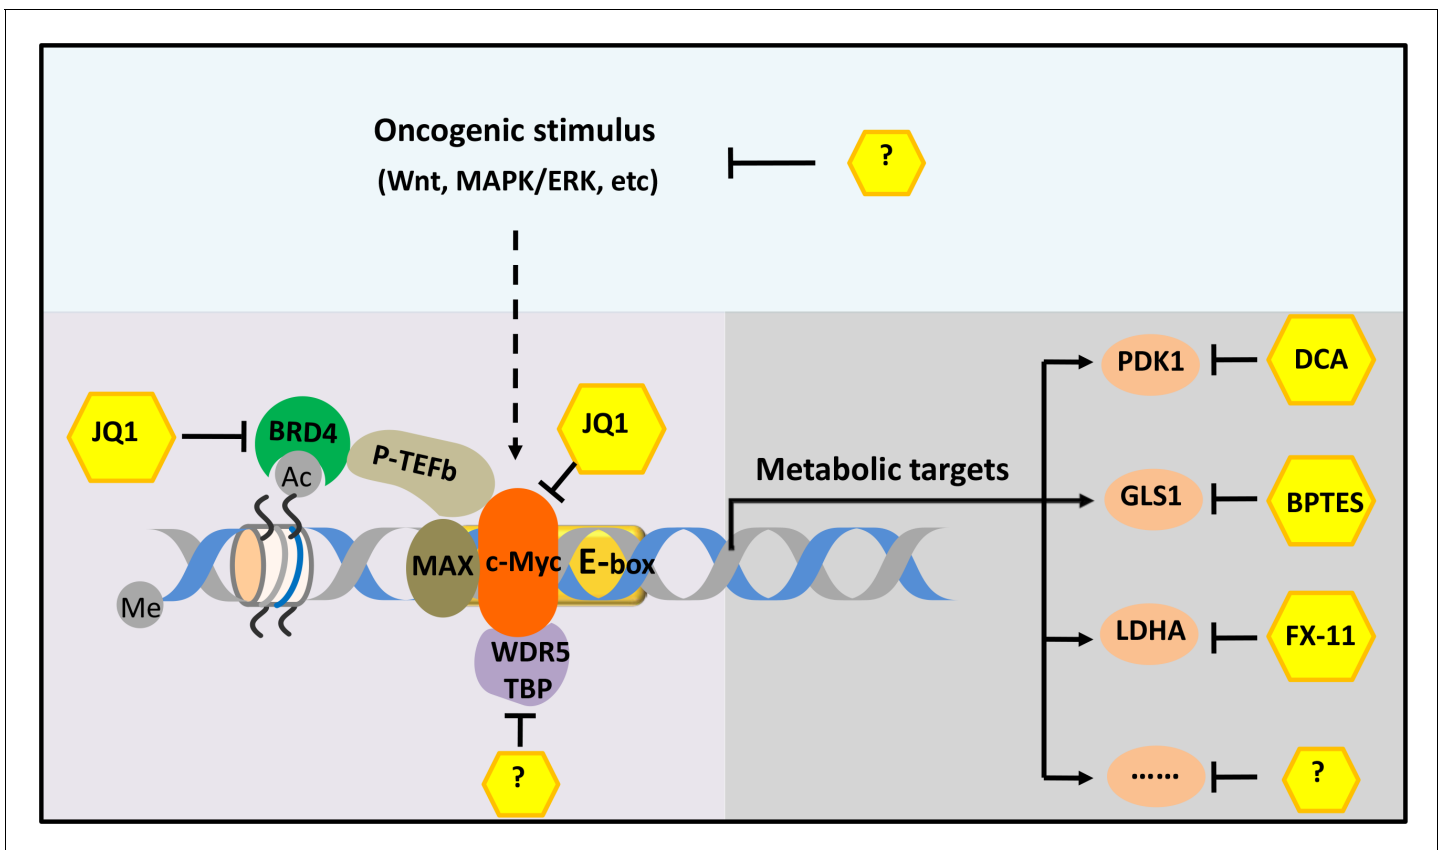 Oncogenic stimulus
(Wnt, MAPK/ERK, etc)
?
JQ1
BRD4
Ac
P-TEFb
JQ1
MAX
c-Myc
E-box
Me
WDR5
TBP
?
Metabolic targets
PDK1
DCA
GLS1
BPTES
LDHA
FX-11
......
?